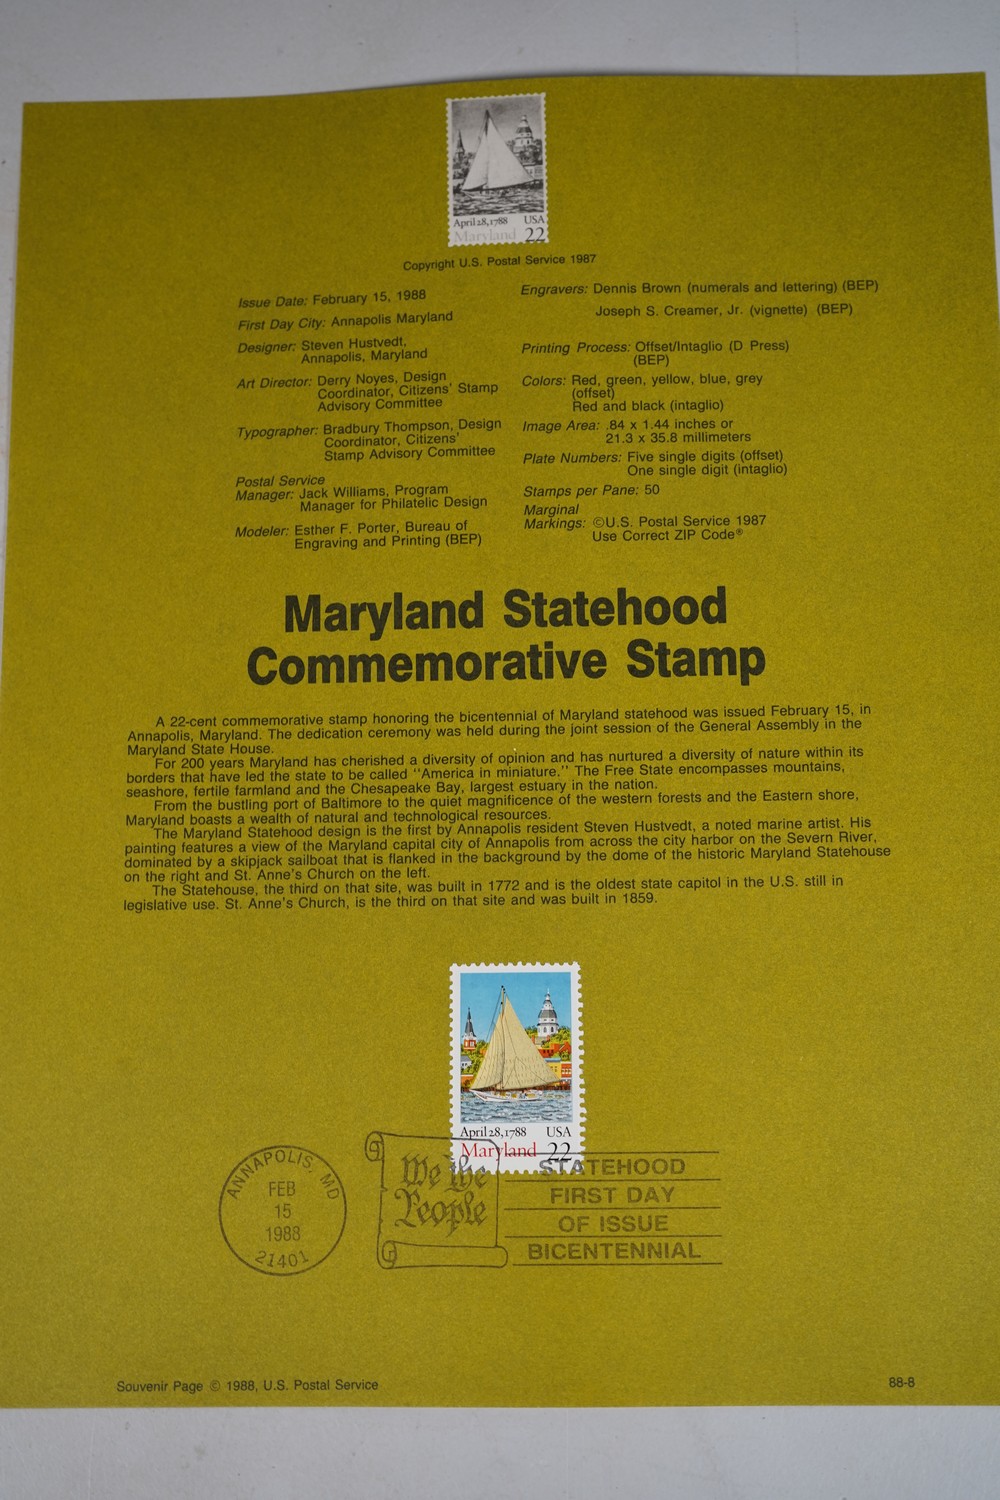 April 28, 1788 USA
Maryland 22
Copyright U.S. Postal Service 1987
Issue Date: February 15, 1988
First Day City: Annapolis Maryland
Designer: Steven Hustvedt,
Annapolis, Maryland
Art Director: Derry Noyes, Design
Coordinator, Citizens' Stamp
Advisory Committee
Typographer: Bradbury Thompson, Design
Coordinator, Citizens'
Stamp Advisory Committee
Postal Service
Manager: Jack Williams, Program
Manager for Philatelic Design
Modeler: Esther F. Porter, Bureau of
Engraving and Printing (BEP)
Engravers: Dennis Brown (numerals and lettering) (BEP)
Joseph S. Creamer, Jr. (vignette) (BEP)
Printing Process: Offset/Intaglio (D Press)
(BEP)
Colors: Red, green, yellow, blue, grey
(offset)
Red and black (intaglio)
Image Area: .84 x 1.44 inches or
21.3 x 35.8 millimeters
Plate Numbers: Five single digits (offset)
One single digit (intaglio)
Stamps per Pane: 50
Marginal
Markings: ©U.S. Postal Service 1987
Use Correct ZIP Code®
Maryland Statehood
Commemorative Stamp
A 22-cent commemorative stamp honoring the bicentennial of Maryland statehood was issued February 15, in
Annapolis, Maryland. The dedication ceremony was held during the joint session of the General Assembly in the
Maryland State House.
For 200 years Maryland has cherished a diversity of opinion and has nurtured a diversity of nature within its
borders that have led the state to be called "America in miniature." The Free State encompasses mountains,
seashore, fertile farmland and the Chesapeake Bay, largest estuary in the nation.
From the bustling port of Baltimore to the quiet magnificence of the western forests and the Eastern shore,
Maryland boasts a wealth of natural and technological resources.
The Maryland Statehood design is the first by Annapolis resident Steven Hustvedt, a noted marine artist. His
painting features a view of the Maryland capital city of Annapolis from across the city harbor on the Severn River,
dominated by a skipjack sailboat that is flanked in the background by the dome of the historic Maryland Statehouse
on the right and St. Anne's Church on the left.
The Statehouse, the third on that site, was built in 1772 and is the oldest state capitol in the U.S. still in
legislative use. St. Anne's Church, is the third on that site and was built in 1859.
April 28, 1788 USA
Maryland 22
ANNAPOLIS, MD
FEB
15
1988
21401
We the
People
STATEHOOD
FIRST DAY
OF ISSUE
BICENTENNIAL
Souvenir Page © 1988, U.S. Postal Service
88-8